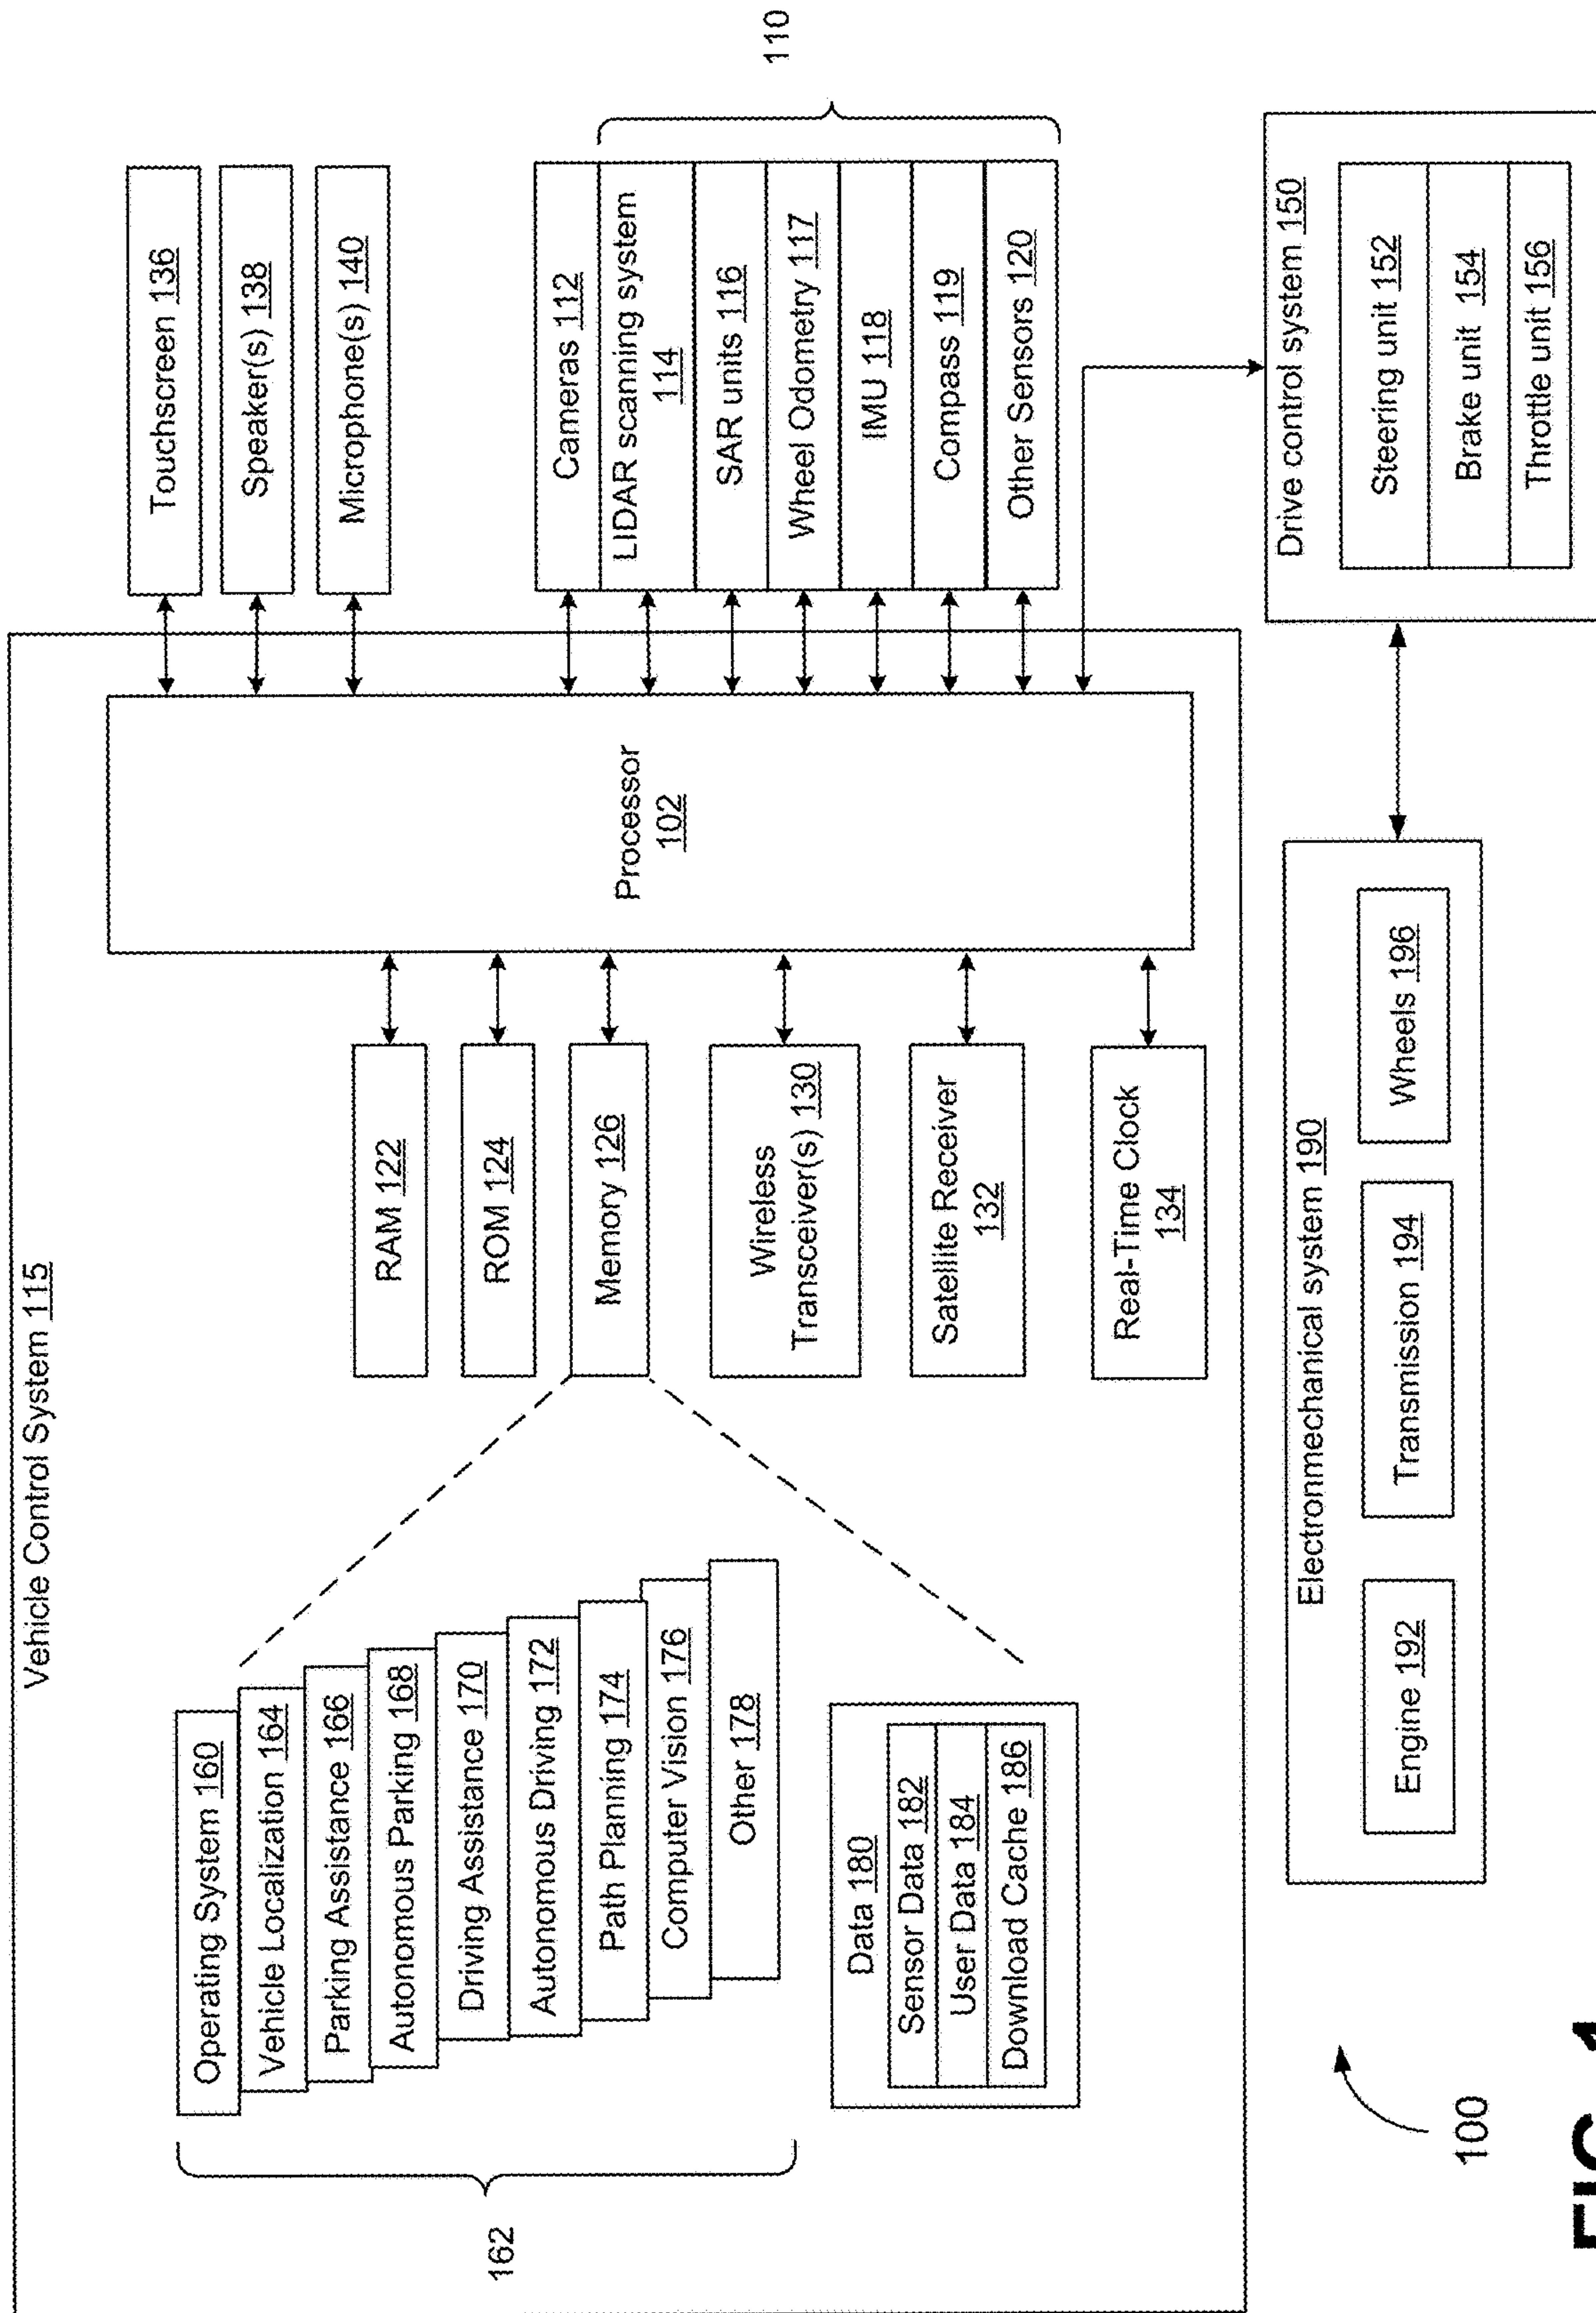 Vehicle Control System 115
Operating System 160
Vehicle Localization 164
Parking Assistance 166
Autonomous Parking 168
Driving Assistance 170
Autonomous Driving 172
Path Planning 174
Computer Vision 176
Other 178
162
Data 180
Sensor Data 182
User Data 184
Download Cache 186
RAM 122
ROM 124
Memory 126
Wireless
Transceiver(s) 130
Satellite Receiver
132
Real-Time Clock
134
Processor
102
Touchscreen 136
Speaker(s) 138
Microphone(s) 140
Cameras 112
LIDAR scanning system
114
SAR units 116
Wheel Odometry 117
IMU 118
Compass 119
Other Sensors 120
110
Electronmechanical system 190
Engine 192
Transmission 194
Wheels 196
Drive control system 150
Steering unit 152
Brake unit 154
Throttle unit 156
100
FIG. 1